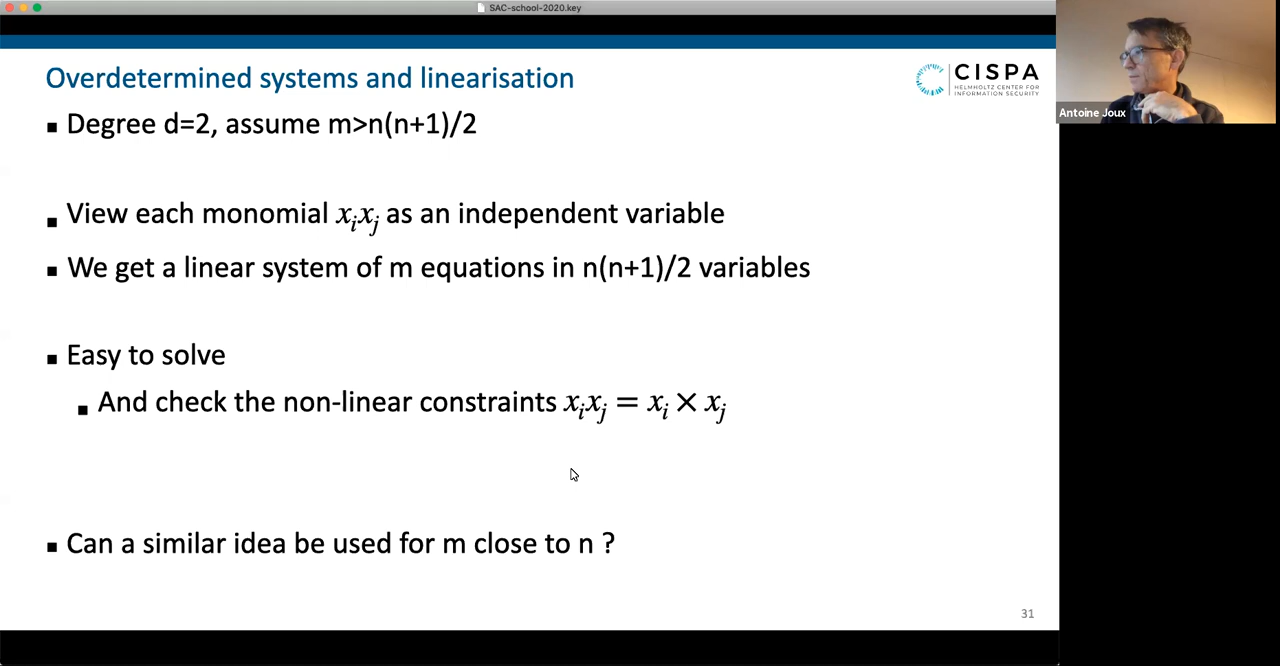 SAC-school-2020.key
Overdetermined systems and linearisation
CISPA
HELMHOLTZ CENTER FOR
INFORMATION SECURITY
Antoine Joux
▪ Degree d=2, assume m>n(n+1)/2
▪ View each monomial xᵢxⱼ as an independent variable
▪ We get a linear system of m equations in n(n+1)/2 variables
▪ Easy to solve
▪ And check the non-linear constraints xᵢxⱼ = xᵢ × xⱼ
▪ Can a similar idea be used for m close to n ?
31